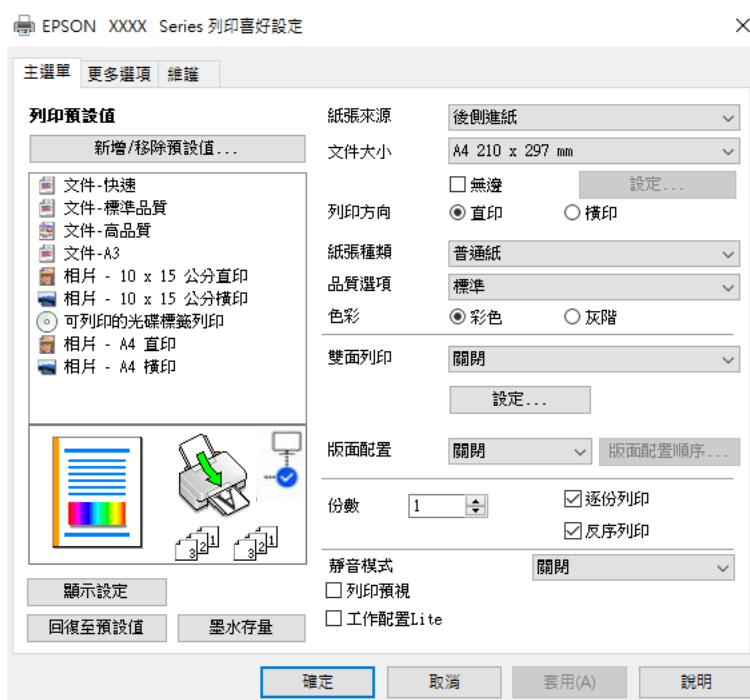 EPSON XXXX Series 列印喜好設定
主選單 更多選項 維護
列印預設值
新增/移除預設值...
文件-快速
文件-標準品質
文件-高品質
文件-A3
相片 - 10 x 15 公分直印
相片 - 10 x 15 公分橫印
可列印的光碟標籤列印
相片 - A4 直印
相片 - A4 橫印
3 2 1
3 2 1
顯示設定
回復至預設值 墨水存量
紙張來源 後側進紙
文件大小 A4 210 x 297 mm
無邊 設定...
列印方向 直印 橫印
紙張種類 普通紙
品質選項 標準
色彩 彩色 灰階
雙面列印 關閉
設定...
版面配置 關閉 版面配置順序...
份數 1 逐份列印
反序列印
靜音模式 關閉
列印預視
工作配置Lite
確定 取消 套用(A) 說明